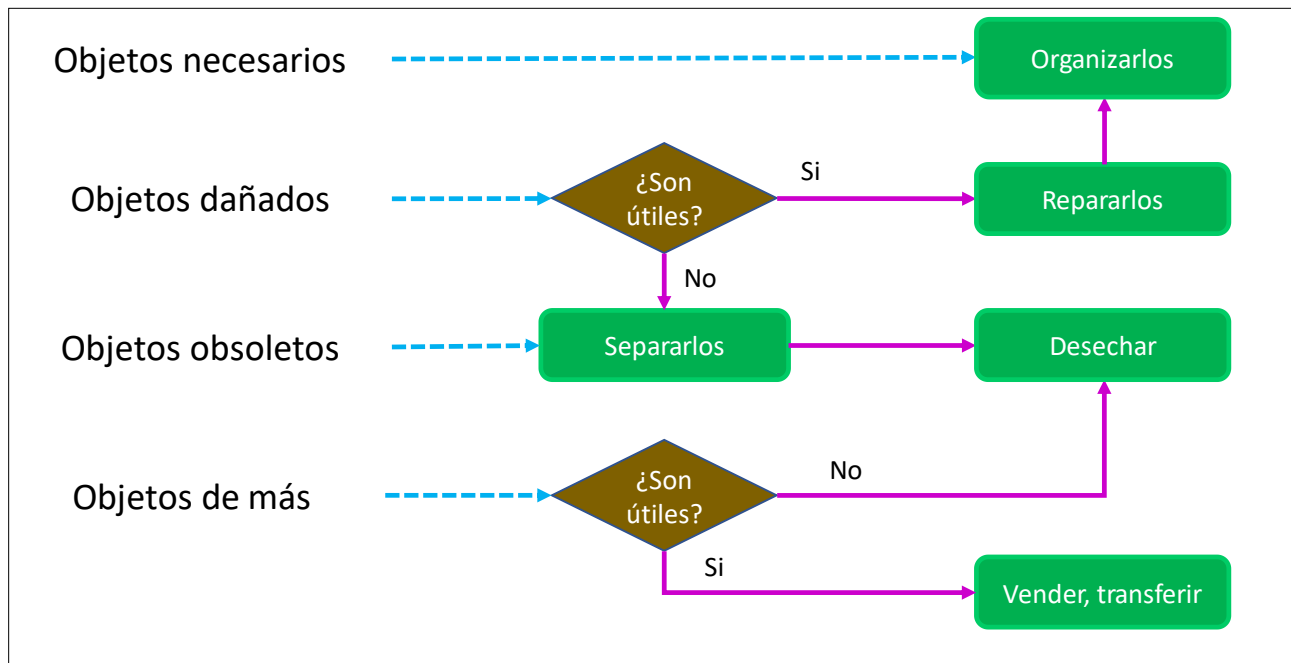 Objetos necesarios
Organizarlos
Objetos dañados
¿Son
útiles?
Si
Repararlos
No
Objetos obsoletos
Separarlos
Desechar
Objetos de más
¿Son
útiles?
No
Si
Vender, transferir